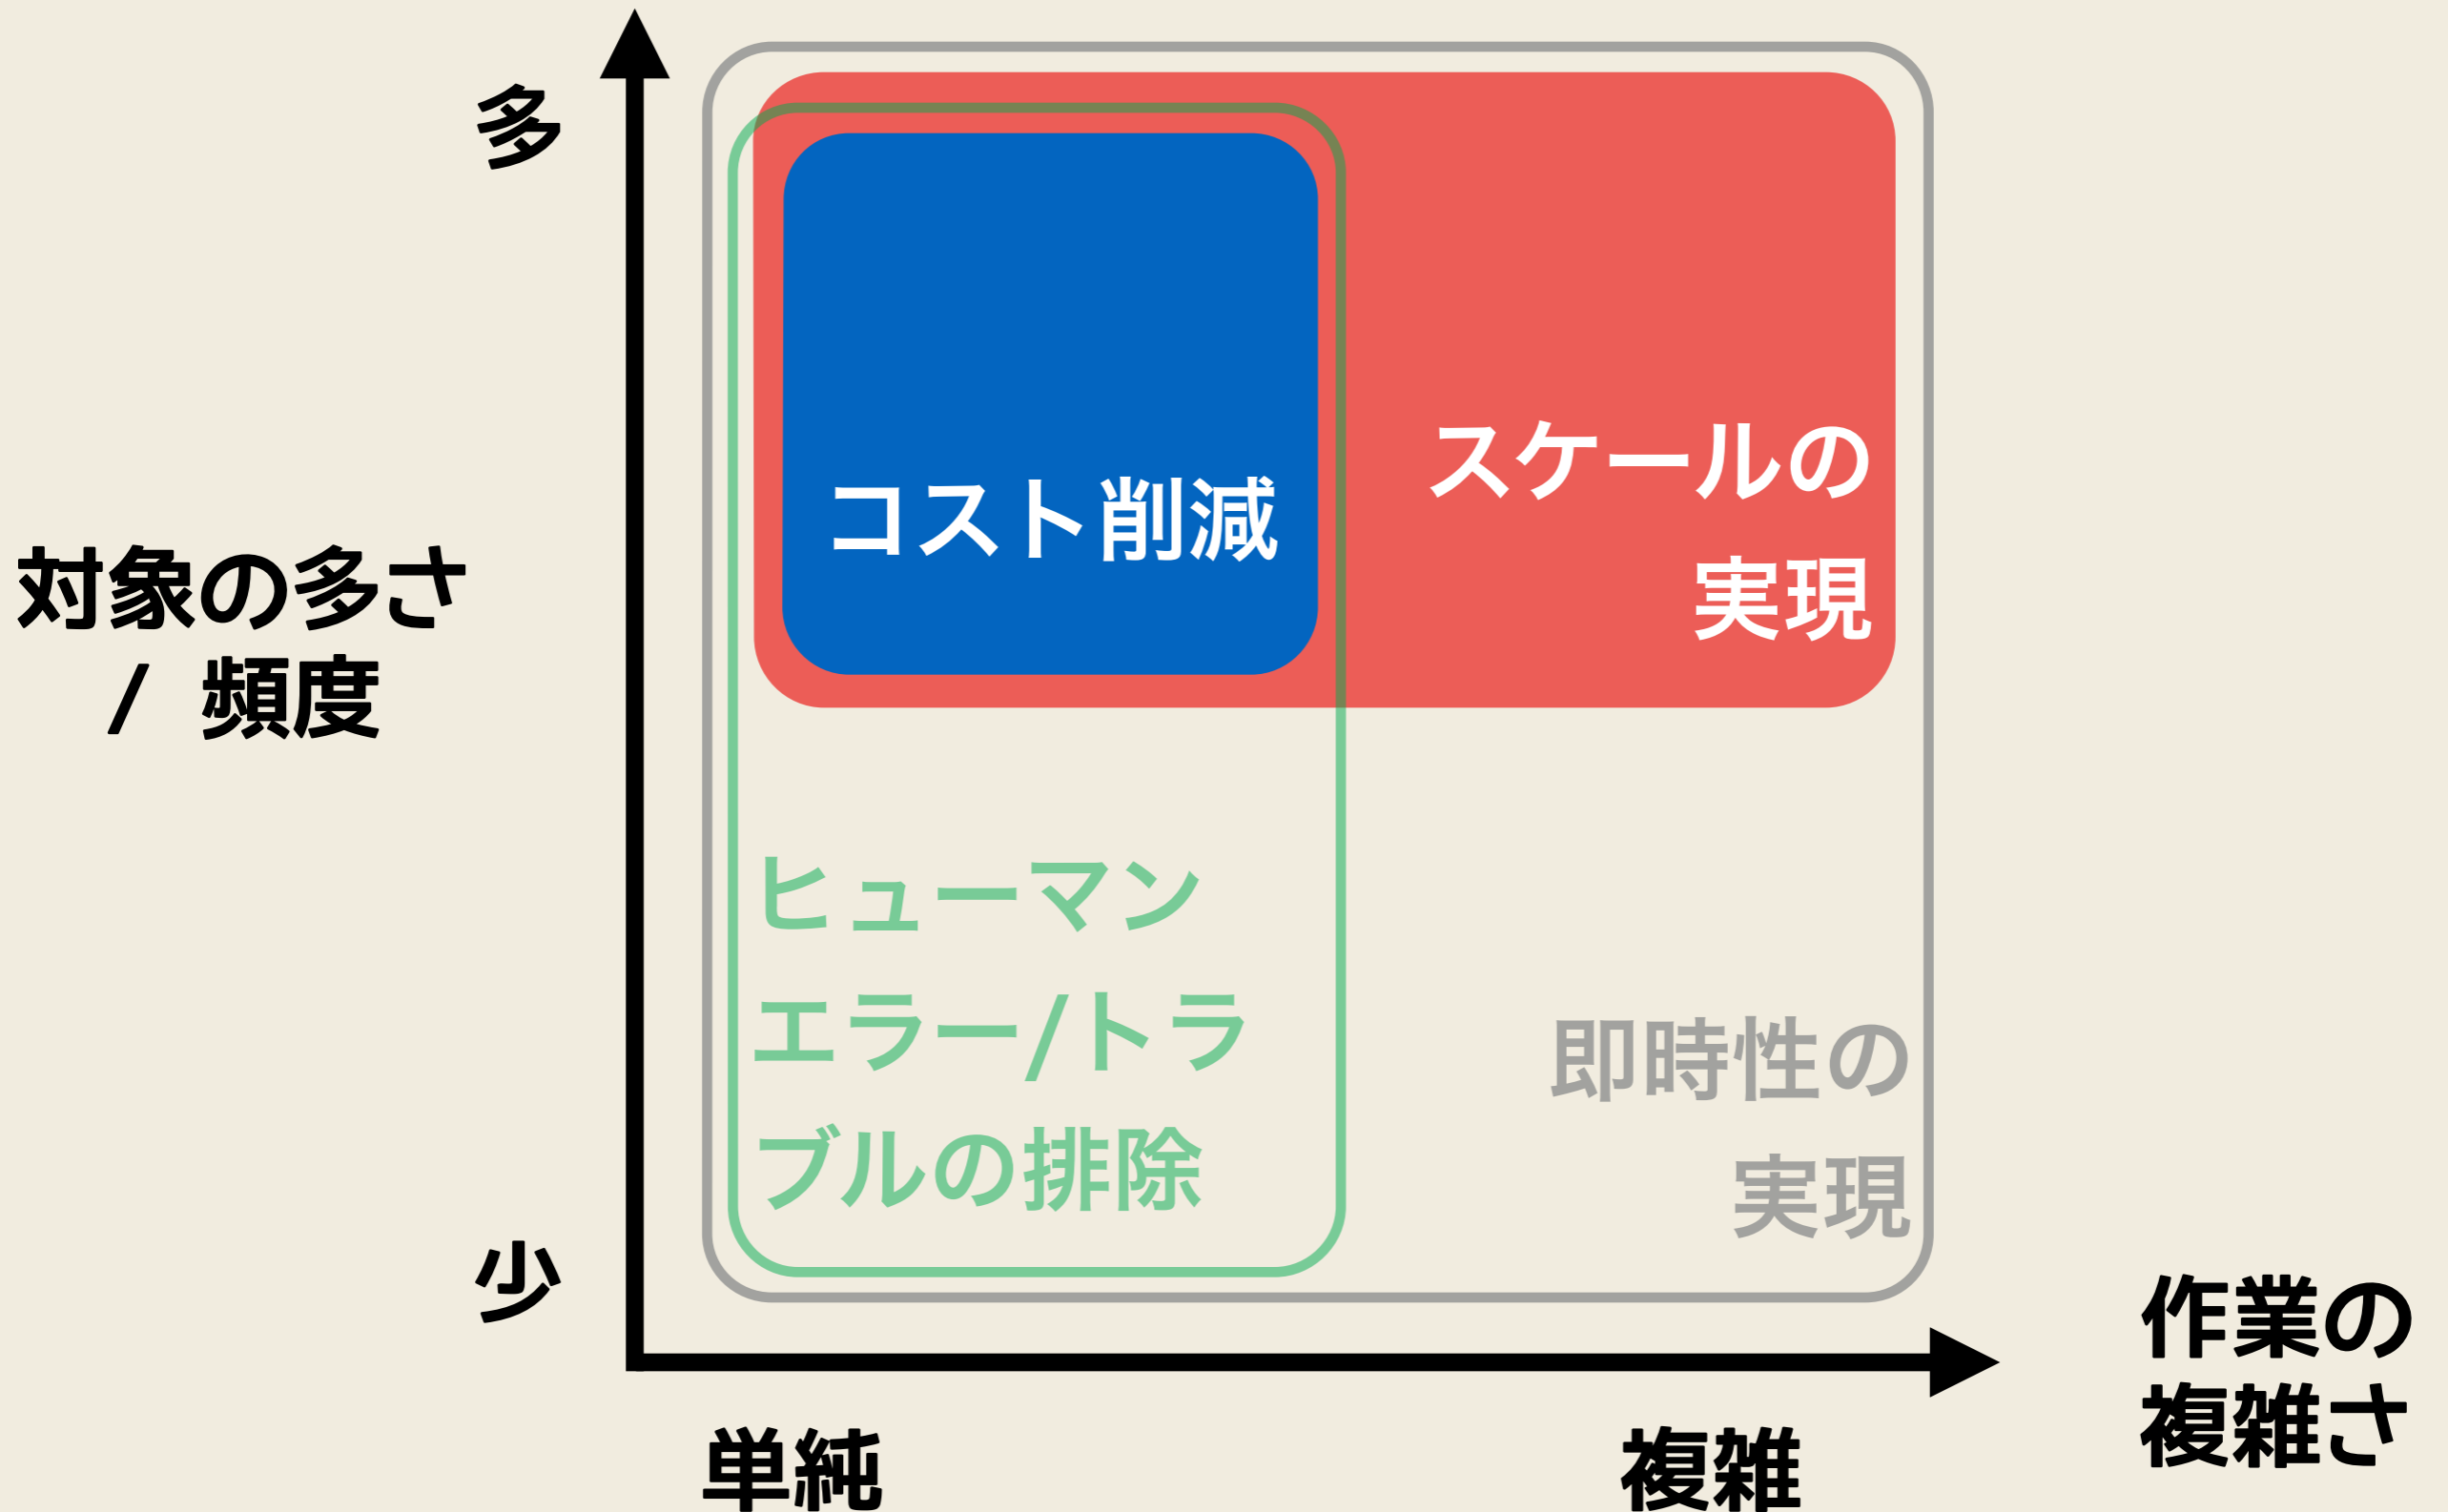 多
対象の多さ
/ 頻度
少
コスト削減
スケールの
実現
ヒューマン
エラー/トラ
ブルの排除
即時性の
実現
単純
複雑
作業の
複雑さ